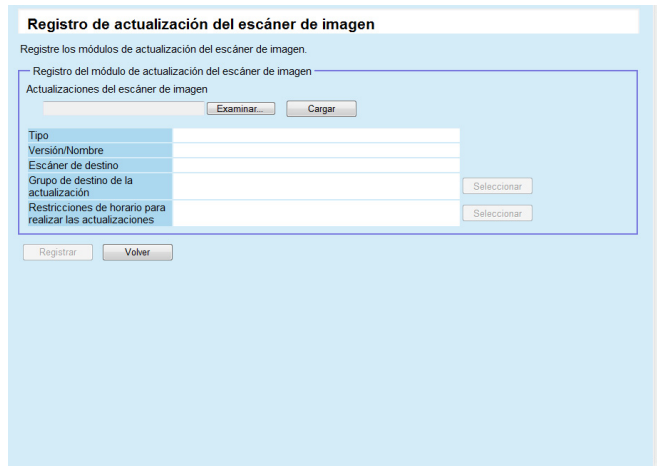 Registro de actualización del escáner de imagen
Registre los módulos de actualización del escáner de imagen.
Registro del módulo de actualización del escáner de imagen
Actualizaciones del escáner de imagen
Examinar...
Cargar
Tipo
Versión/Nombre
Escáner de destino
Grupo de destino de la
actualización
Seleccionar
Restricciones de horario para
realizar las actualizaciones
Seleccionar
Registrar
Volver